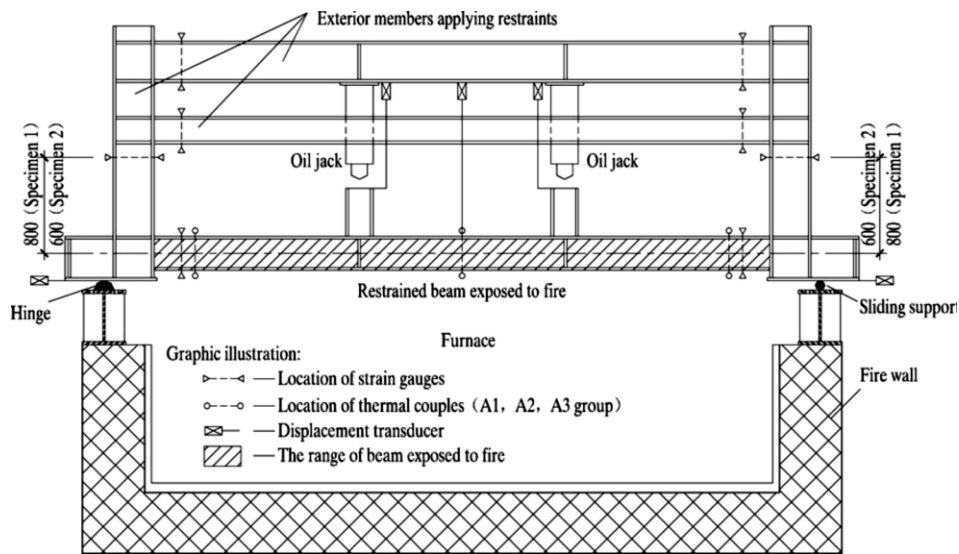 Exterior members applying restraints
800（Specimen 1）
600（Specimen 2）
Oil jack
Oil jack
600（Specimen 2）
800（Specimen 1）
Restrained beam exposed to fire
Hinge
Sliding support
Furnace
Graphic illustration:
Location of strain gauges
Location of thermal couples（A1，A2，A3 group）
Displacement transducer
The range of beam exposed to fire
Fire wall